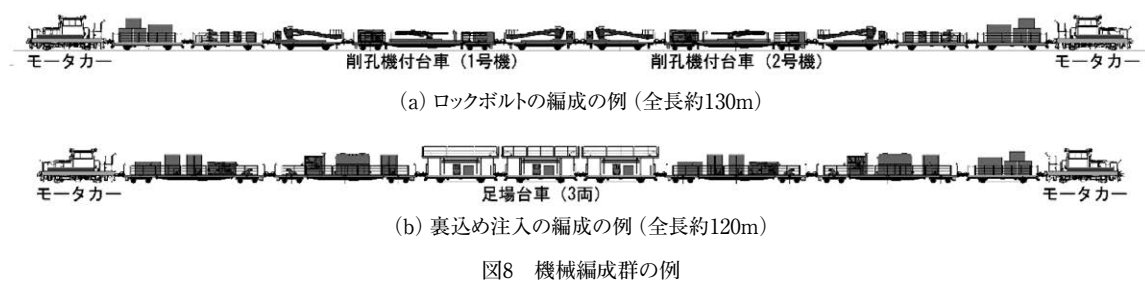 モータカー 削孔機付台車（1号機） 削孔機付台車（2号機） モータカー
（a）ロックボルトの編成の例（全長約130m）
モータカー 足場台車（3両） モータカー
（b）裏込め注入の編成の例（全長約120m）
図8 機械編成群の例